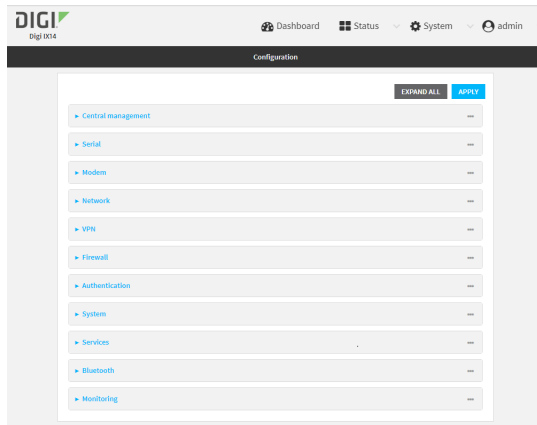 DIGI.
Digi IX14
Dashboard Status System admin
Configuration
EXPAND ALL APPLY
► Central management •••
► Serial •••
► Modem •••
► Network •••
► VPN •••
► Firewall •••
► Authentication •••
► System •••
► Services •••
► Bluetooth •••
► Monitoring •••